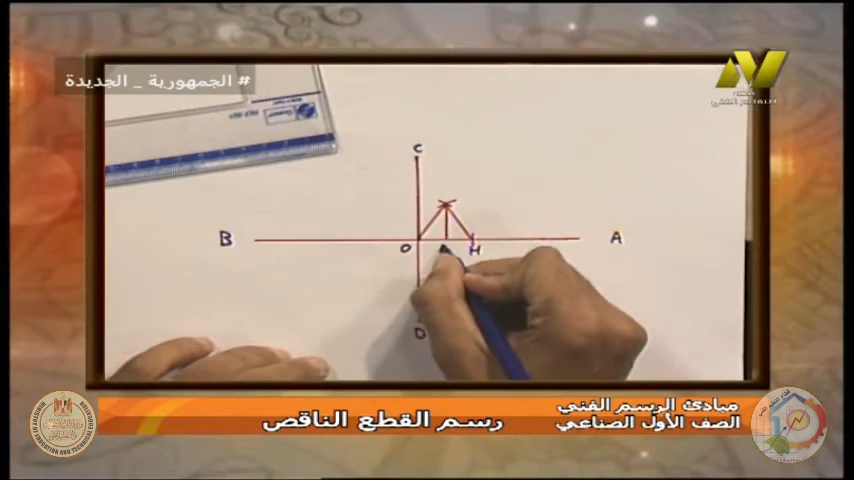 # الجمهورية _ الجديدة
C
B
A
O
H
D
مبادئ الرسم الفني
الصف الأول الصناعي
رسم القطع الناقص